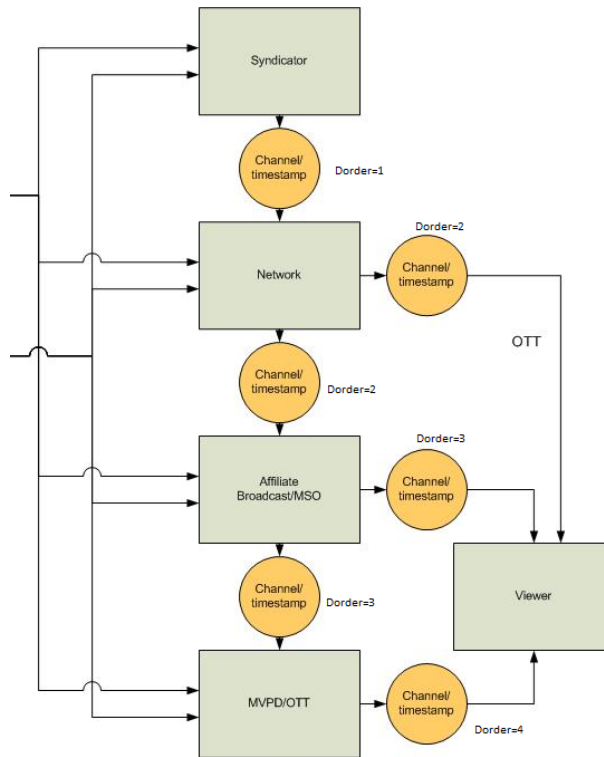 Syndicator
Channel/
timestamp
Dorder=1
Dorder=2
Network
Channel/
timestamp
OTT
Channel/
timestamp
Dorder=2
Dorder=3
Affiliate
Broadcast/MSO
Channel/
timestamp
Channel/
timestamp
Dorder=3
Viewer
MVPD/OTT
Channel/
timestamp
Dorder=4